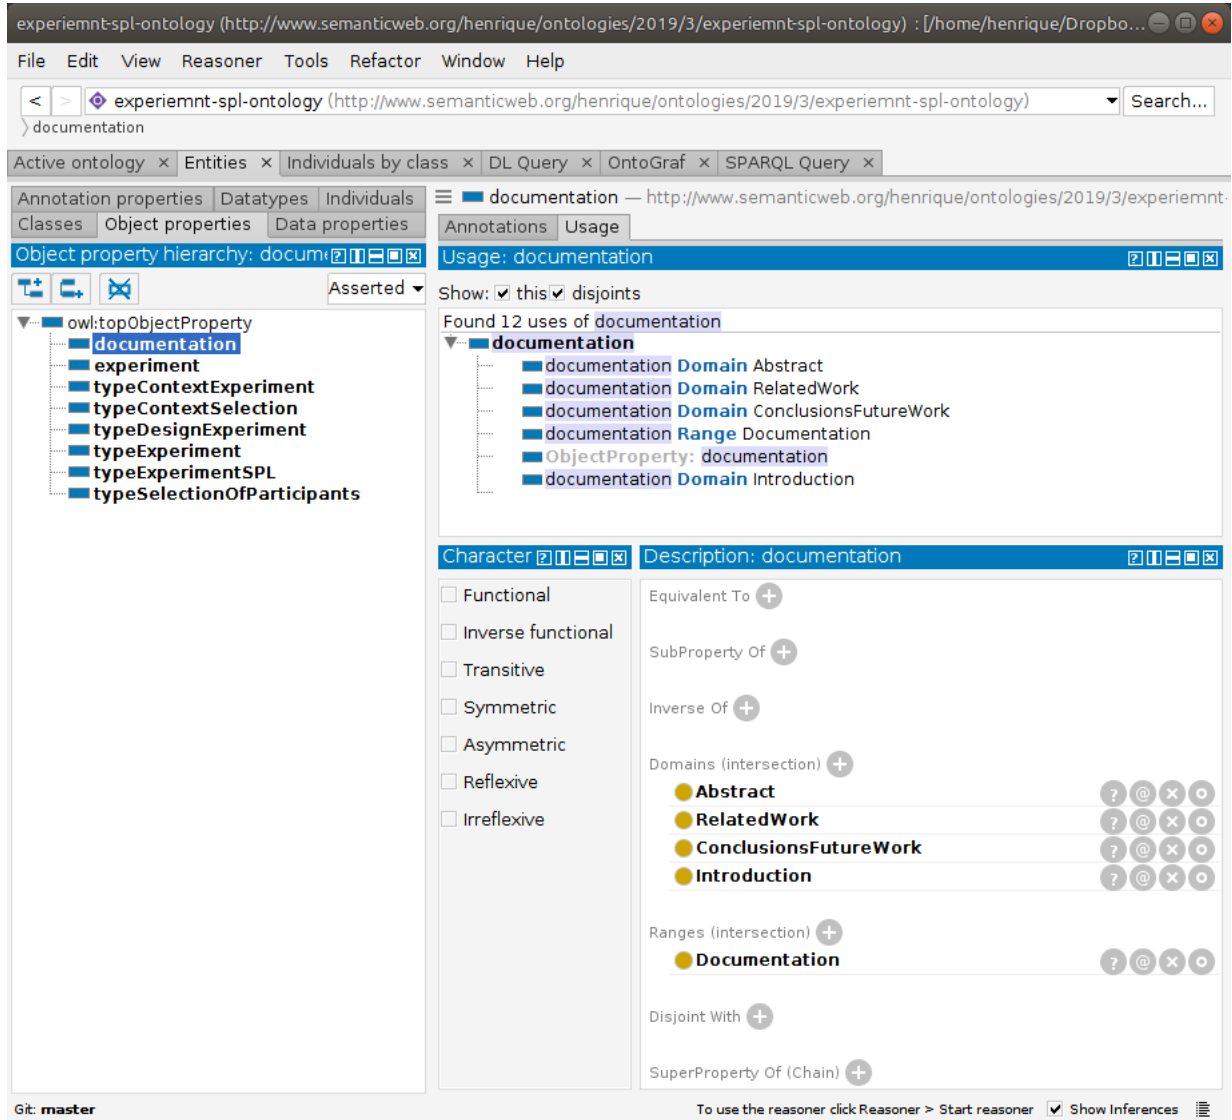 experiemnt-spl-ontology (http://www.semanticweb.org/henrique/ontologies/2019/3/experiemnt-spl-ontology) : [/home/henrique/Dropbo...
File Edit View Reasoner Tools Refactor Window Help
< > experiemnt-spl-ontology (http://www.semanticweb.org/henrique/ontologies/2019/3/experiemnt-spl-ontology) Search...
documentation
Active ontology × Entities × Individuals by class × DL Query × OntoGraf × SPARQL Query ×
Annotation properties Datatypes Individuals
Classes Object properties Data properties
Object property hierarchy: docum
Asserted
owl:topObjectProperty
documentation
experiment
typeContextExperiment
typeContextSelection
typeDesignExperiment
typeExperiment
typeExperimentSPL
typeSelectionOfParticipants
documentation — http://www.semanticweb.org/henrique/ontologies/2019/3/experiemnt-
Annotations Usage
Usage: documentation
Show: this disjoints
Found 12 uses of documentation
documentation
documentation Domain Abstract
documentation Domain RelatedWork
documentation Domain ConclusionsFutureWork
documentation Range Documentation
ObjectProperty: documentation
documentation Domain Introduction
Character
Functional
Inverse functional
Transitive
Symmetric
Asymmetric
Reflexive
Irreflexive
Description: documentation
Equivalent To
SubProperty Of
Inverse Of
Domains (intersection)
Abstract
RelatedWork
ConclusionsFutureWork
Introduction
Ranges (intersection)
Documentation
Disjoint With
SuperProperty Of (Chain)
Git: master
To use the reasoner click Reasoner > Start reasoner Show Inferences